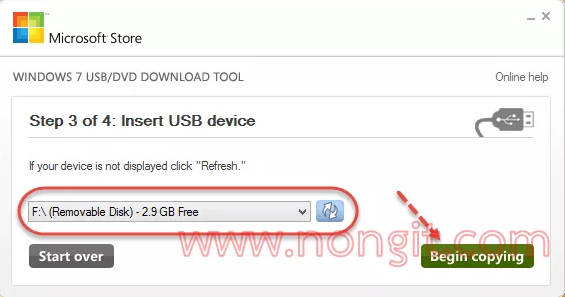 Microsoft Store
WINDOWS 7 USB/DVD DOWNLOAD TOOL
Online help
Step 3 of 4: Insert USB device
If your device is not displayed click "Refresh."
F:\ (Removable Disk) - 2.9 GB Free
www.nongit.com
Start over
Begin copying